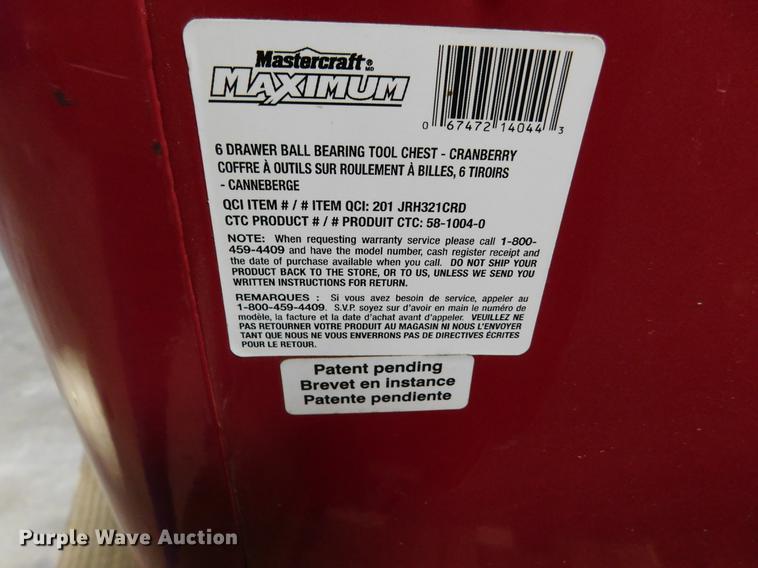 Mastercraft® MD
MAXIMUM
0 67472 14044 3
6 DRAWER BALL BEARING TOOL CHEST - CRANBERRY
COFFRE À OUTILS SUR ROULEMENT À BILLES, 6 TIROIRS
- CANNEBERGE
QCI ITEM # / # ITEM QCI: 201 JRH321CRD
CTC PRODUCT # / # PRODUIT CTC: 58-1004-0
NOTE: When requesting warranty service please call 1-800-
459-4409 and have the model number, cash register receipt and
the date of purchase available when you call. DO NOT SHIP YOUR
PRODUCT BACK TO THE STORE, OR TO US, UNLESS WE SEND YOU
WRITTEN INSTRUCTIONS FOR RETURN.
REMARQUES : Si vous avez besoin de service, appeler au
1-800-459-4409. S.V.P. soyez sur d'avoir en main le numéro de
modèle, la facture et la date d'achat avant d'appeler. VEUILLEZ NE
PAS RETOURNER VOTRE PRODUIT AU MAGASIN NI NOUS L'ENVOYER
TANT QUE NOUS NE VOUS ENVERRONS PAS DE DIRECTIVES ÉCRITES
POUR LE RETOUR.
Patent pending
Brevet en instance
Patente pendiente
Purple Wave Auction